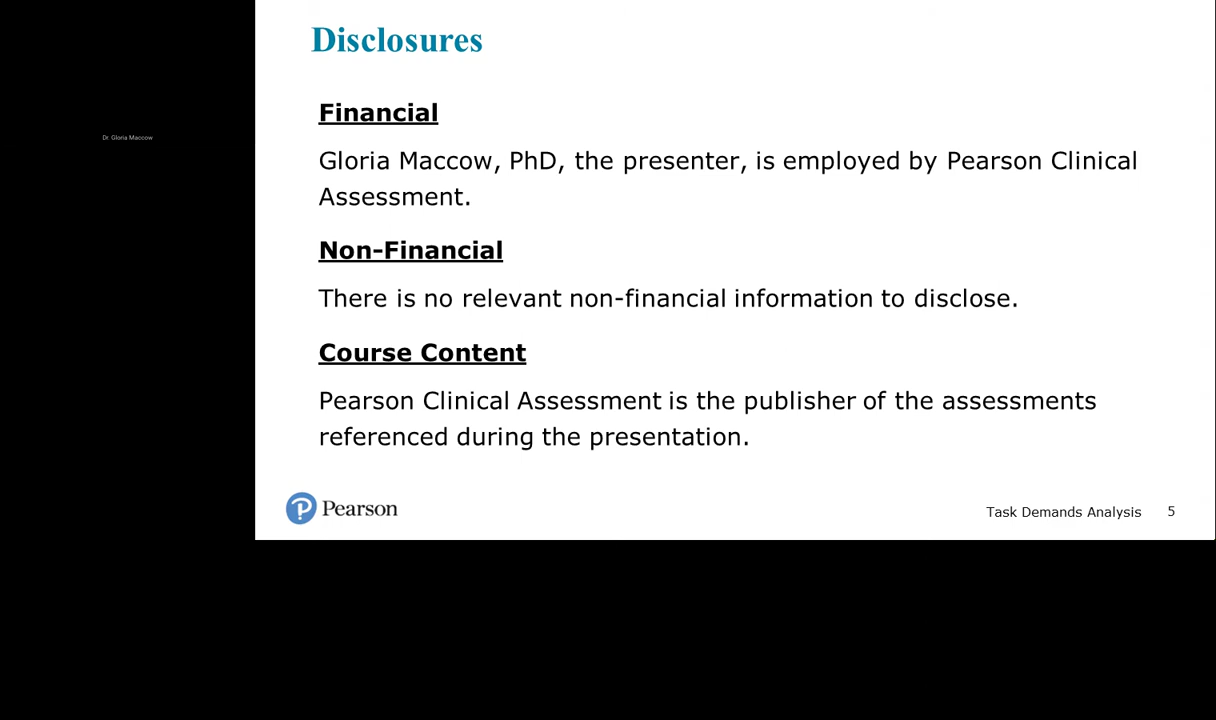 Disclosures
Dr. Gloria Maccow
Financial
Gloria Maccow, PhD, the presenter, is employed by Pearson Clinical
Assessment.
Non-Financial
There is no relevant non-financial information to disclose.
Course Content
Pearson Clinical Assessment is the publisher of the assessments
referenced during the presentation.
Pearson
Task Demands Analysis 5